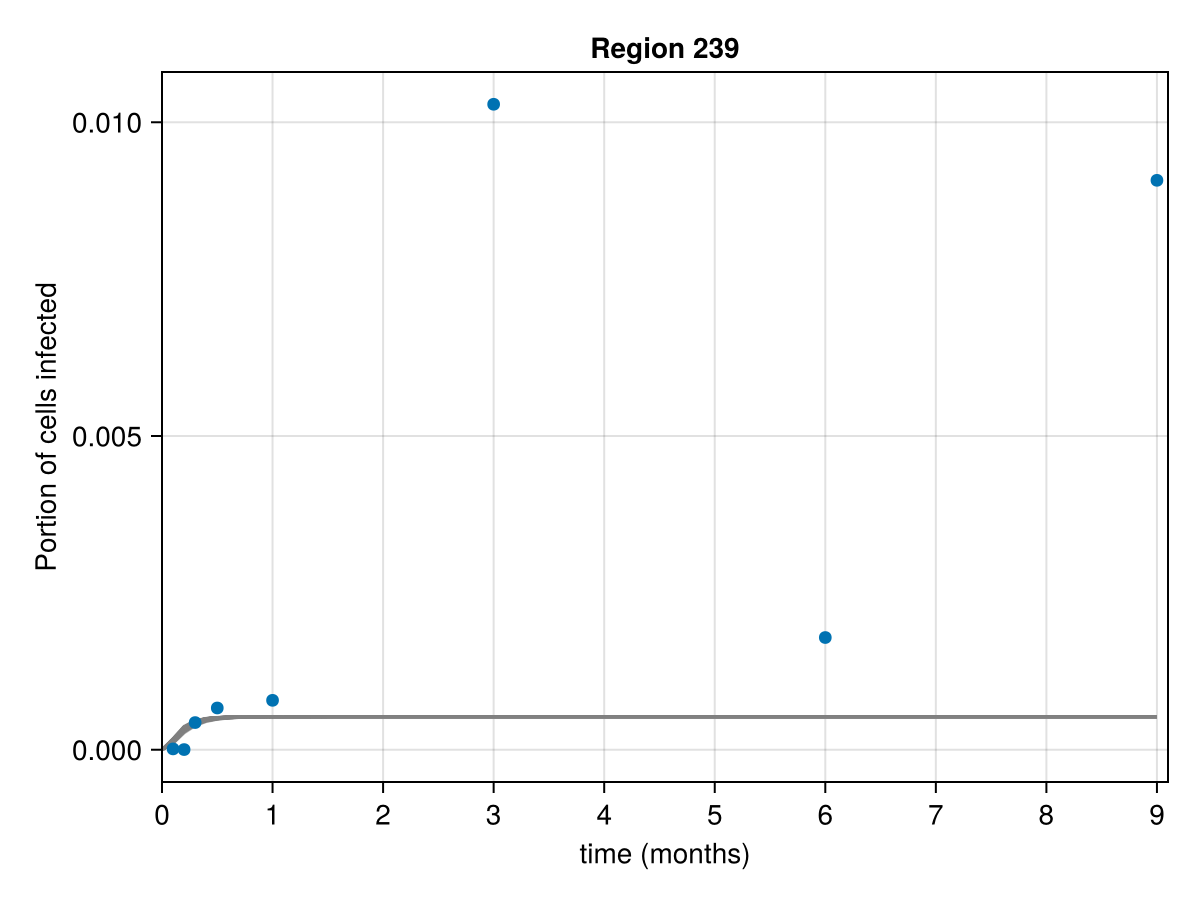 Region 239
0.010
0.005
0.000
Portion of cells infected
0 1 2 3 4 5 6 7 8 9
time (months)